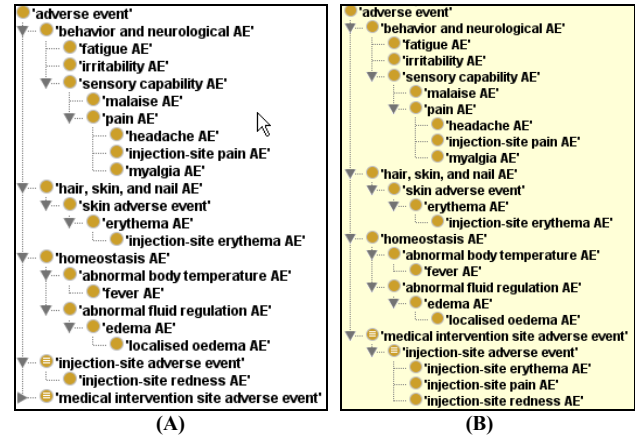 'adverse event'
'behavior and neurological AE'
'fatigue AE'
'irritability AE'
'sensory capability AE'
'malaise AE'
'pain AE'
'headache AE'
'injection-site pain AE'
'myalgia AE'
'hair, skin, and nail AE'
'skin adverse event'
'erythema AE'
'injection-site erythema AE'
'homeostasis AE'
'abnormal body temperature AE'
'fever AE'
'abnormal fluid regulation AE'
'edema AE'
'localised oedema AE'
'injection-site adverse event'
'injection-site redness AE'
'medical intervention site adverse event'
(A)
'adverse event'
'behavior and neurological AE'
'fatigue AE'
'irritability AE'
'sensory capability AE'
'malaise AE'
'pain AE'
'headache AE'
'injection-site pain AE'
'myalgia AE'
'hair, skin, and nail AE'
'skin adverse event'
'erythema AE'
'injection-site erythema AE'
'homeostasis AE'
'abnormal body temperature AE'
'fever AE'
'abnormal fluid regulation AE'
'edema AE'
'localised oedema AE'
'medical intervention site adverse event'
'injection-site adverse event'
'injection-site erythema AE'
'injection-site pain AE'
'injection-site redness AE'
(B)